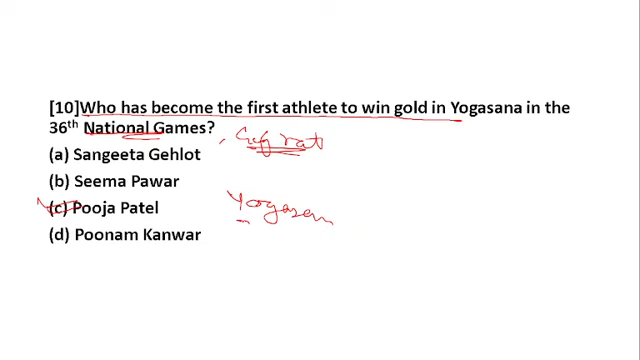 [10]Who has become the first athlete to win gold in Yogasana in the
36th National Games?
Gujrat
(a) Sangeeta Gehlot
(b) Seema Pawar
(c) Pooja Patel
Yogasan
(d) Poonam Kanwar